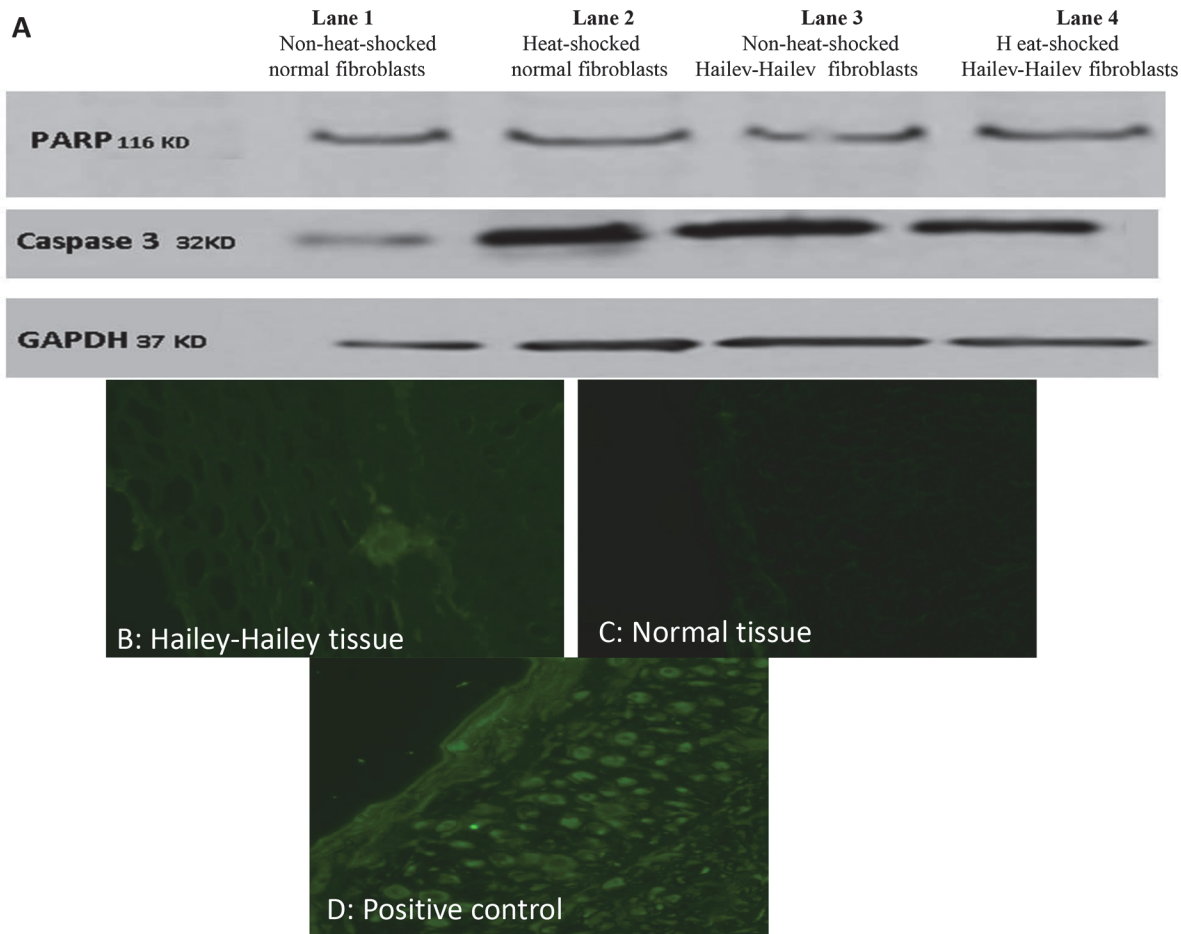 A
Lane 1
Non-heat-shocked
normal fibroblasts
Lane 2
Heat-shocked
normal fibroblasts
Lane 3
Non-heat-shocked
Hailev-Hailev fibroblasts
Lane 4
H eat-shocked
Hailev-Hailev fibroblasts
PARP 116 KD
Caspase 3 32KD
GAPDH 37 KD
B: Hailey-Hailey tissue
C: Normal tissue
D: Positive control